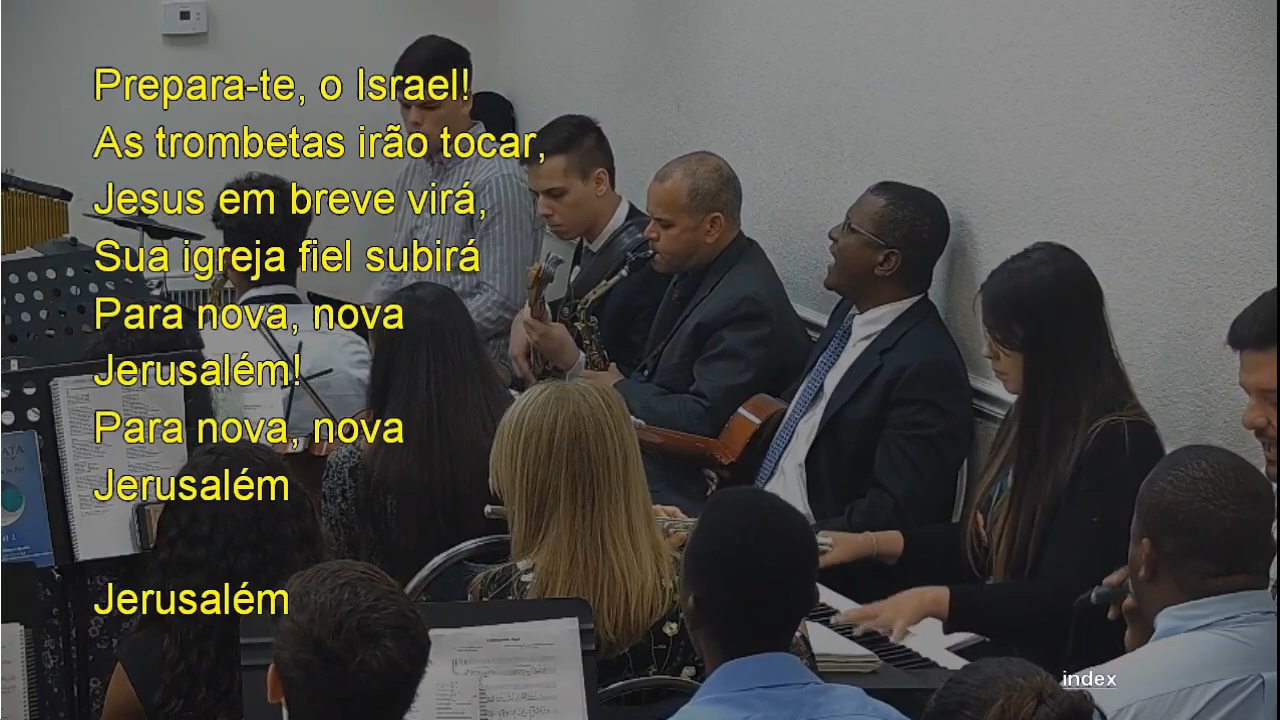 Prepara-te, o Israel!
As trombetas irão tocar,
Jesus em breve virá,
Sua igreja fiel subirá
Para nova, nova
Jerusalém!
Para nova, nova
Jerusalém
Jerusalém
index